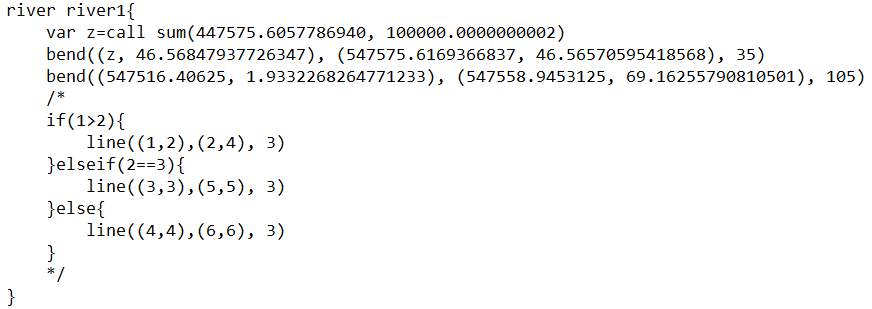 river river1{
    var z=call sum(447575.6057786940, 100000.0000000002)
    bend((z, 46.56847937726347), (547575.6169366837, 46.56570595418568), 35)
    bend((547516.40625, 1.9332268264771233), (547558.9453125, 69.16255790810501), 105)
    /*
    if(1>2){
        line((1,2),(2,4), 3)
    }elseif(2==3){
        line((3,3),(5,5), 3)
    }else{
        line((4,4),(6,6), 3)
    }
    */
}